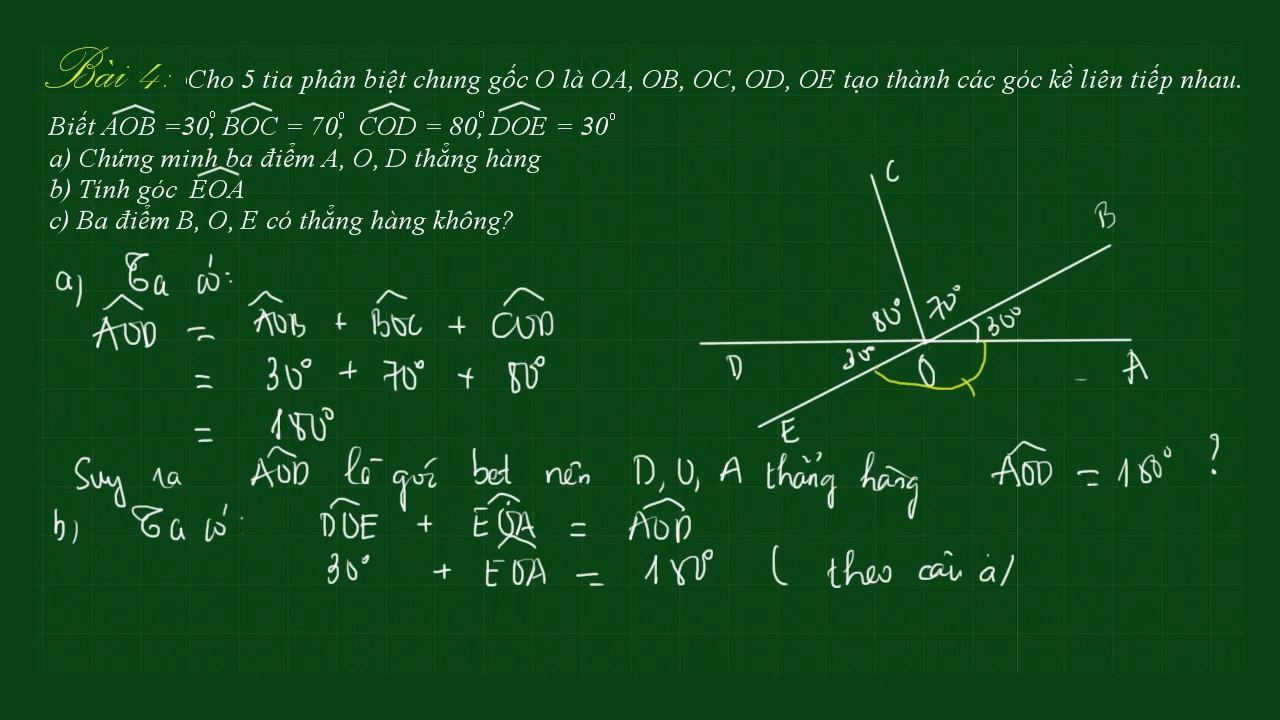 Bài 4: Cho 5 tia phân biệt chung gốc O là OA, OB, OC, OD, OE tạo thành các góc kề liên tiếp nhau.
Biết AOB =30⁰, BOC = 70⁰, COD = 80⁰, DOE = 30⁰
a) Chứng minh ba điểm A, O, D thẳng hàng
b) Tính góc EOA
c) Ba điểm B, O, E có thẳng hàng không?
C
B
80° 70° 30°
D 30° O A
E
a) Ta có:
AOD = AOB + BOC + COD
= 30° + 70° + 80°
= 180°
Suy ra AOD là góc bẹt nên D, O, A thẳng hàng AOD = 180° ?
b) Ta có: DOE + EOA = AOD
30° + EOA = 180° ( theo câu a)